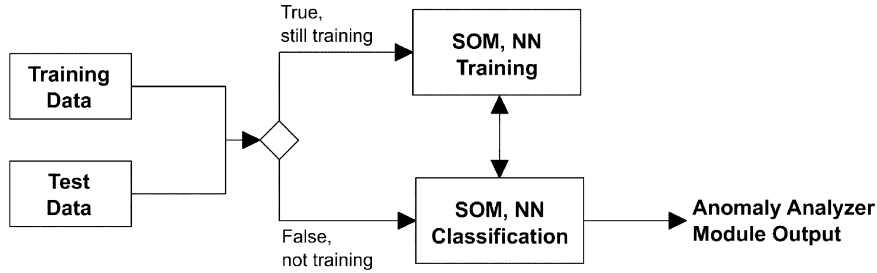 True,
still training
SOM, NN
Training
Training
Data
Test
Data
SOM, NN
Classification
False,
not training
Anomaly Analyzer
Module Output